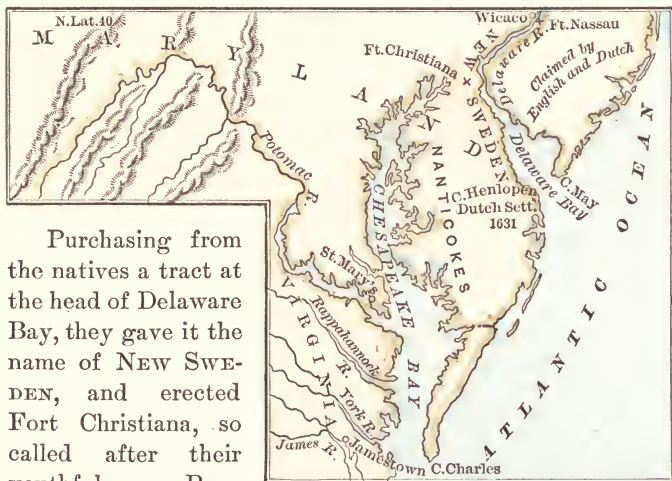 N.Lat.40
MARYLAND
Wicaco
Ft. Nassau
Ft. Christiana
NEW SWEDEN
Delaware R.
Claimed by
English and Dutch
Potomac R.
CHESAPEAKE BAY
NANTICOKES
C. Henlopen
Dutch Sett.
1631
Delaware Bay
C. May
ATLANTIC OCEAN
St. Mary's
VIRGINIA
Rappahannock
R.
York R.
James R.
Jamestown
C. Charles
Purchasing from
the natives a tract at
the head of Delaware
Bay, they gave it the
name of NEW SWE-
DEN, and erected
Fort Christiana, so
called after their